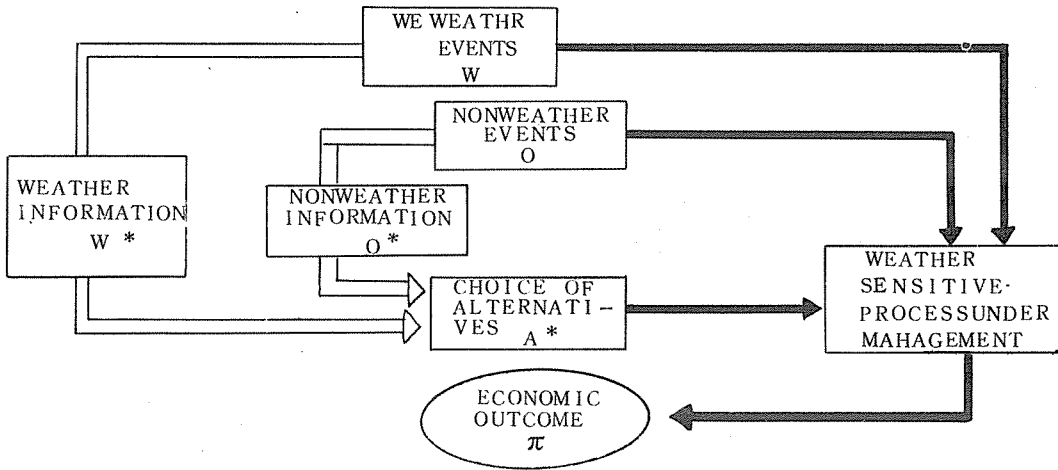 WE WEATHR
EVENTS
W
NONWEATHER
EVENTS
O
WEATHER
INFORMATION
W *
NONWEATHER
INFORMATION
O *
CHOICE OF
ALTERNATI-
VES A *
WEATHER
SENSITIVE-
PROCESSUNDER
MAHAGEMENT
ECONOMIC
OUTCOME
π